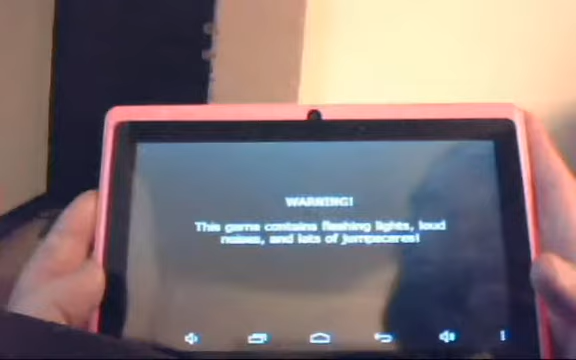 WARNING!
This game contains flashing lights, loud
noises, and lots of jumpscares!